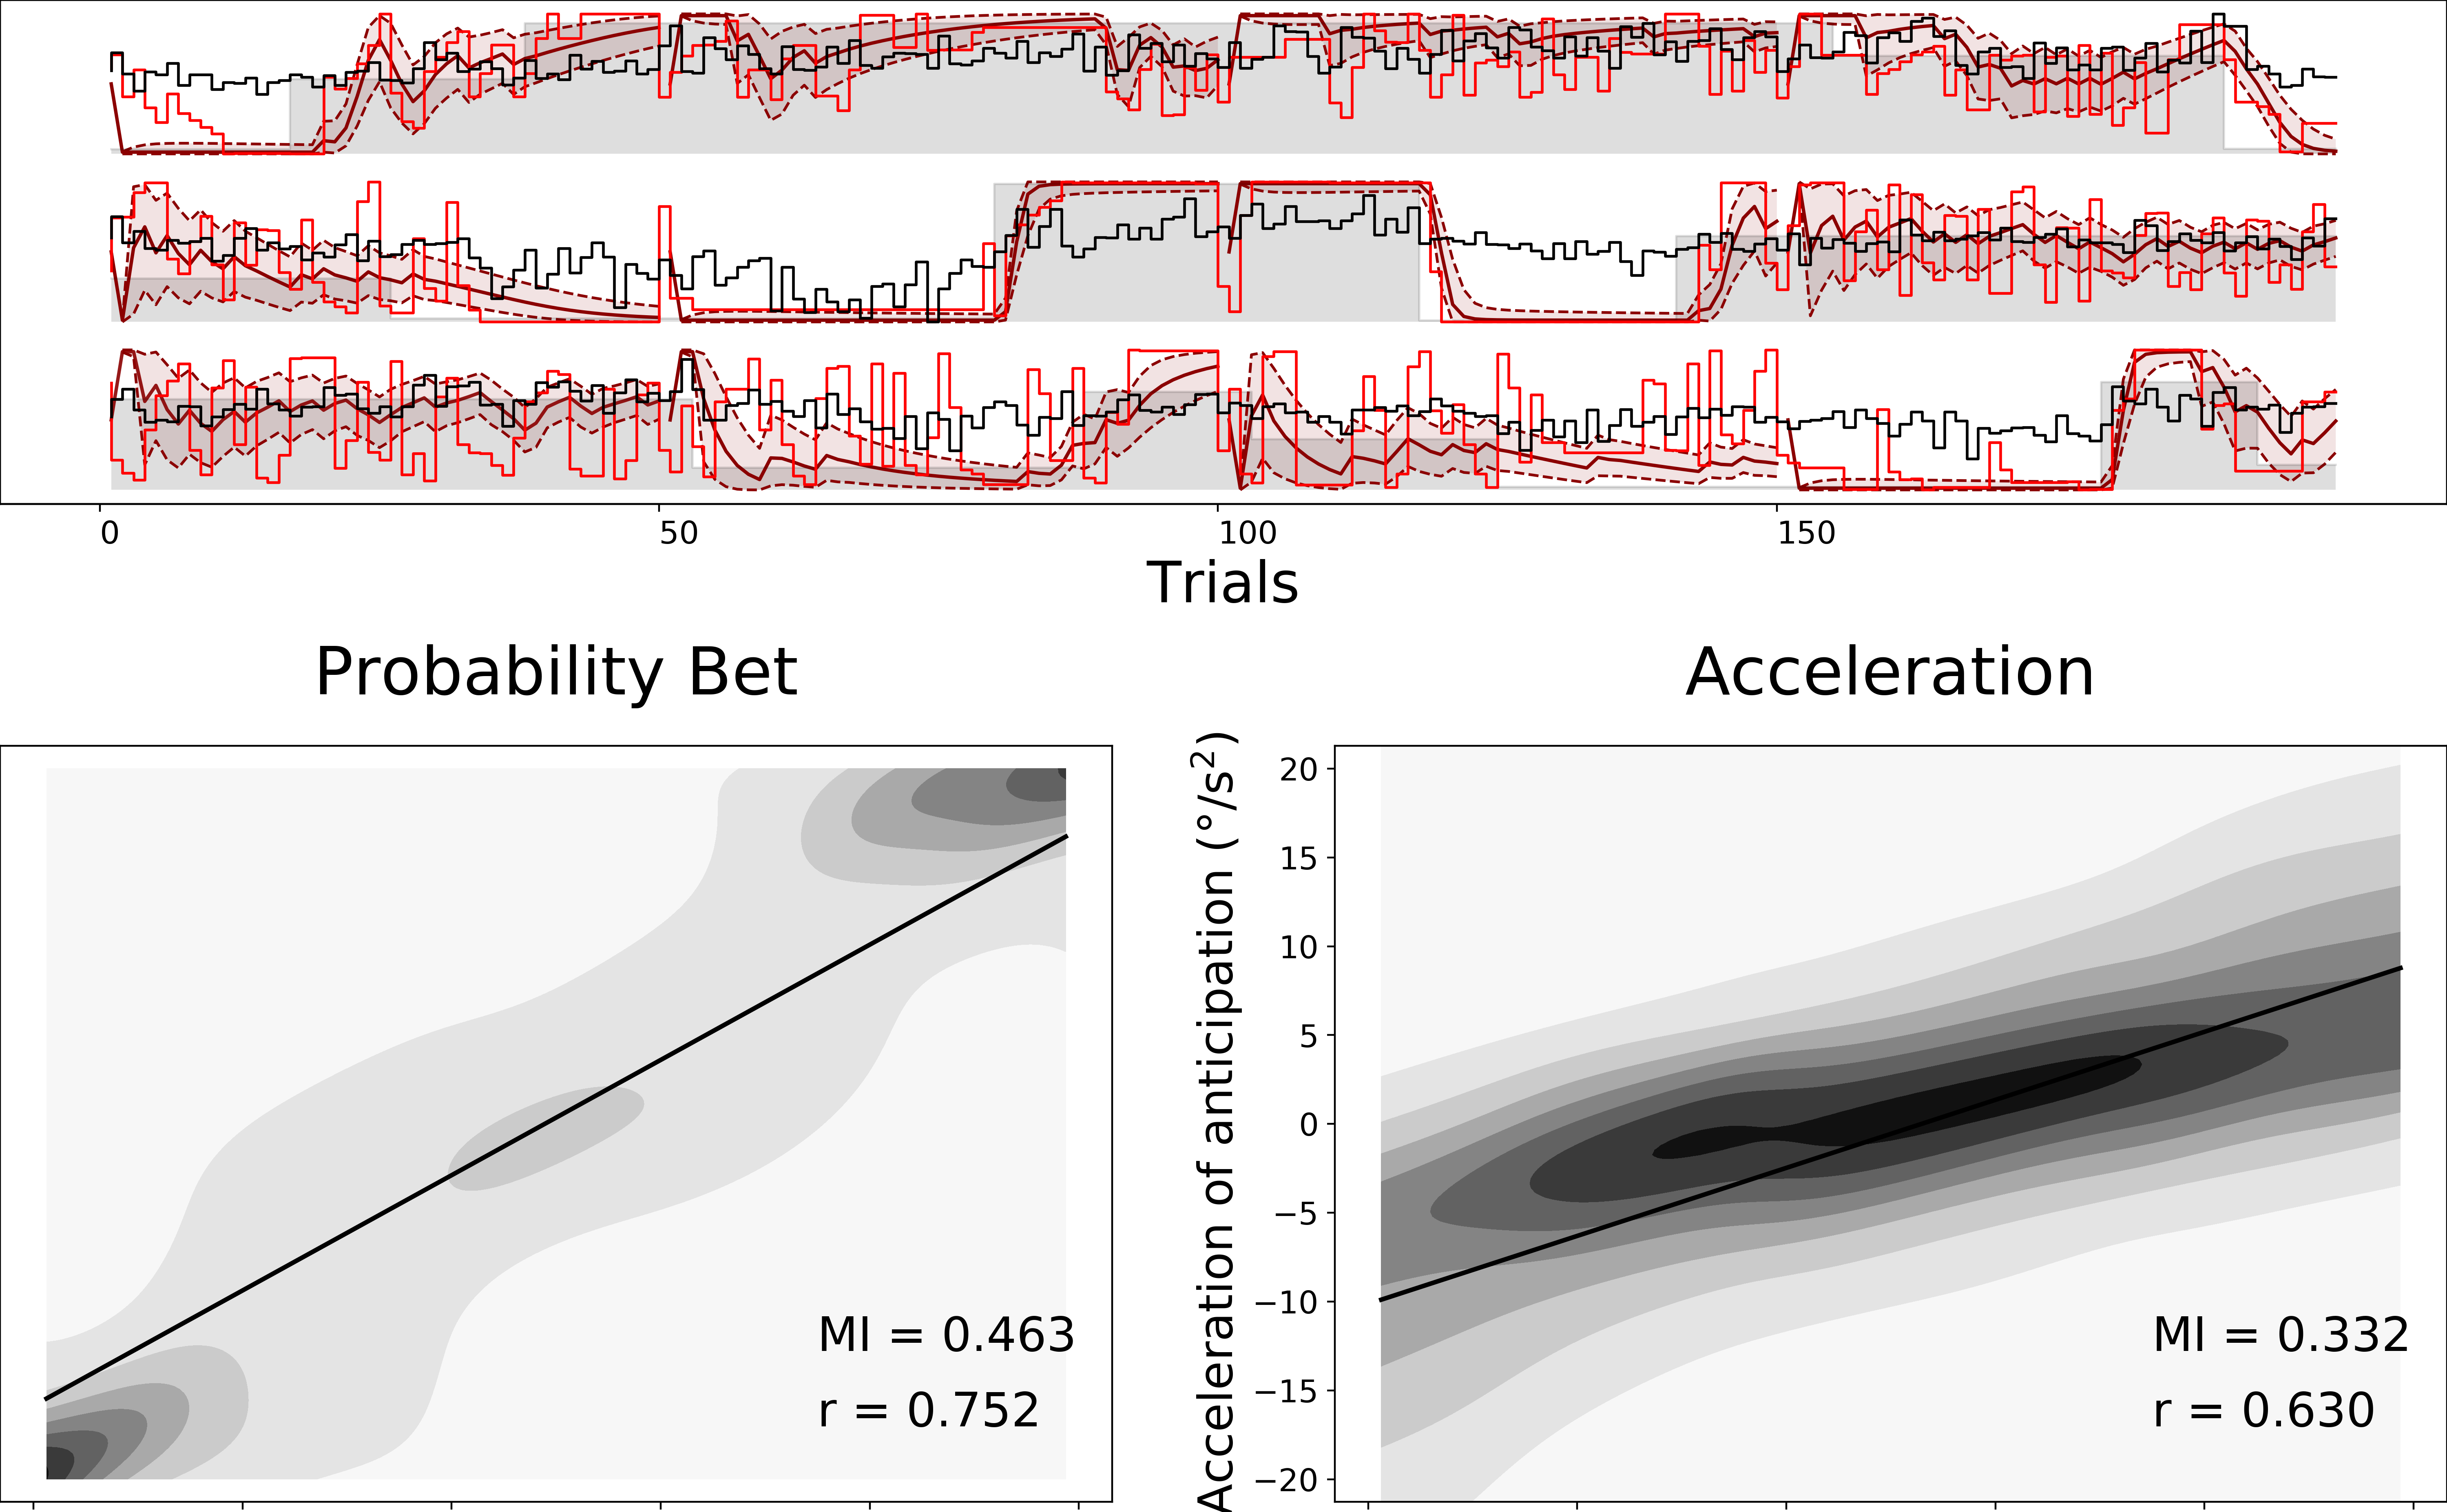 0 50 100 150
Trials
Probability Bet
Acceleration
MI = 0.463
r = 0.752
Acceleration of anticipation (°/s²)
20
15
10
5
0
−5
−10
−15
−20
MI = 0.332
r = 0.630